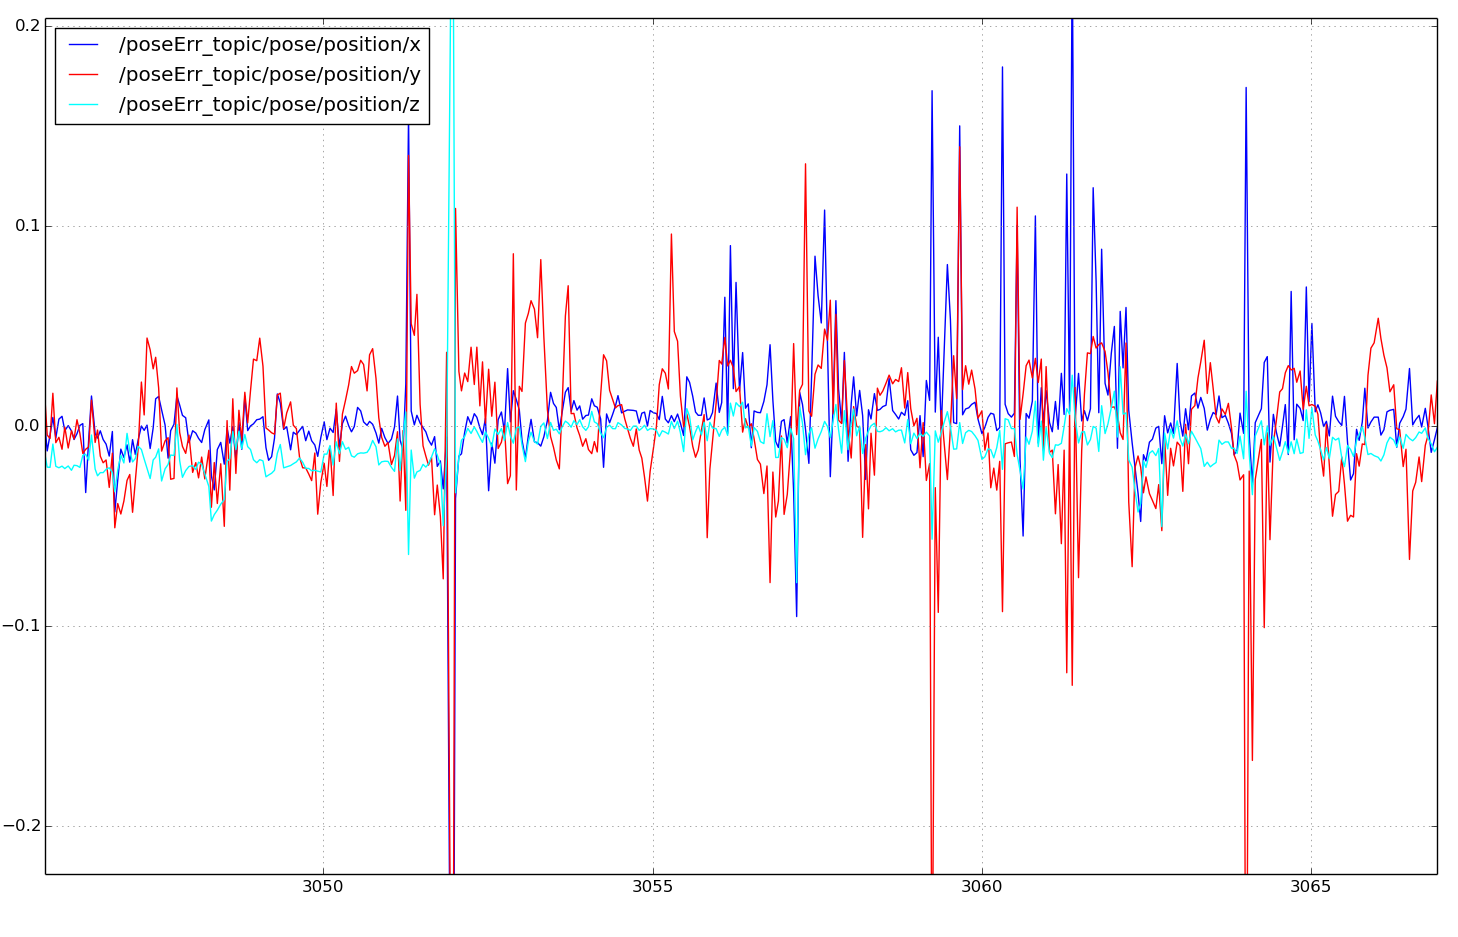 0.2
/poseErr_topic/pose/position/x
/poseErr_topic/pose/position/y
/poseErr_topic/pose/position/z
0.1
0.0
−0.1
−0.2
3050 3055 3060 3065